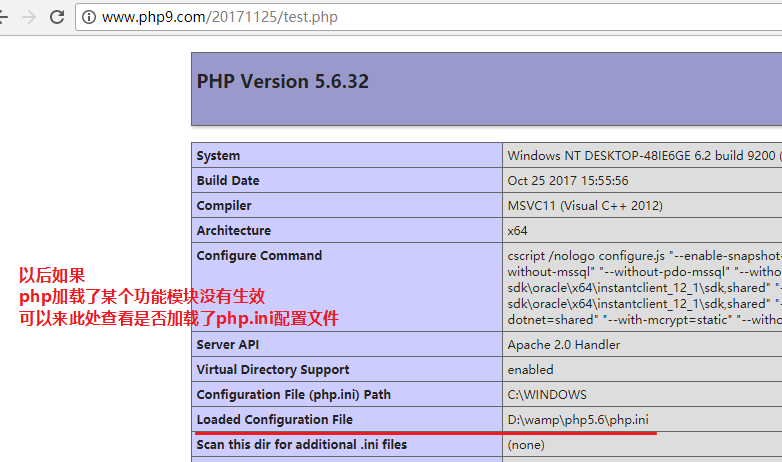 www.php9.com/20171125/test.php
PHP Version 5.6.32
System Windows NT DESKTOP-48IE6GE 6.2 build 9200 (
Build Date Oct 25 2017 15:55:56
Compiler MSVC11 (Visual C++ 2012)
Architecture x64
Configure Command cscript /nologo configure.js "--enable-snapshot-
without-mssql" "--without-pdo-mssql" "--witho
sdk\oracle\x64\instantclient_12_1\sdk,shared" "
sdk\oracle\x64\instantclient_12_1\sdk,shared" "
dotnet=shared" "--with-mcrypt=static" "--withou
以后如果
php加载了某个功能模块没有生效
可以来此处查看是否加载了php.ini配置文件
Server API Apache 2.0 Handler
Virtual Directory Support enabled
Configuration File (php.ini) Path C:\WINDOWS
Loaded Configuration File D:\wamp\php5.6\php.ini
Scan this dir for additional .ini files (none)